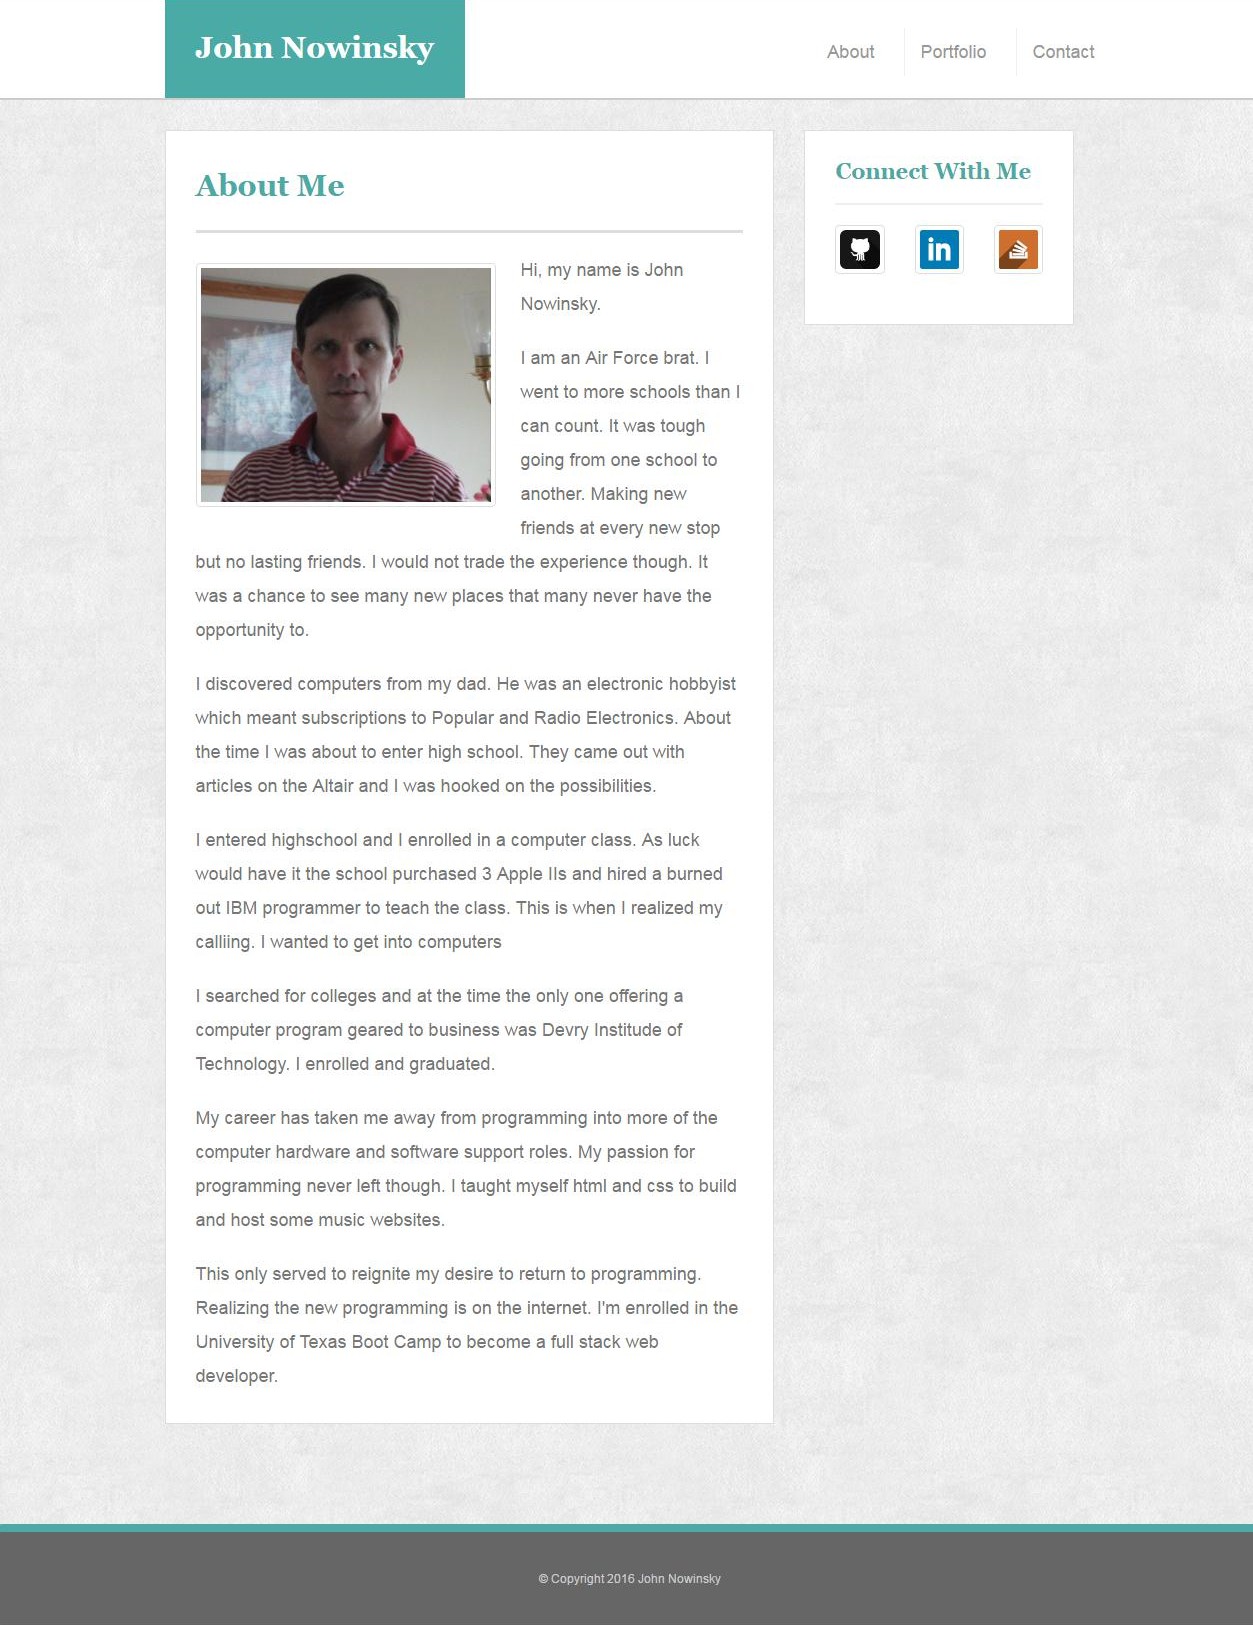 John Nowinsky
About
Portfolio
Contact
About Me
Hi, my name is John
Nowinsky.
I am an Air Force brat. I
went to more schools than I
can count. It was tough
going from one school to
another. Making new
friends at every new stop
but no lasting friends. I would not trade the experience though. It
was a chance to see many new places that many never have the
opportunity to.
I discovered computers from my dad. He was an electronic hobbyist
which meant subscriptions to Popular and Radio Electronics. About
the time I was about to enter high school. They came out with
articles on the Altair and I was hooked on the possibilities.
I entered highschool and I enrolled in a computer class. As luck
would have it the school purchased 3 Apple IIs and hired a burned
out IBM programmer to teach the class. This is when I realized my
calliing. I wanted to get into computers
I searched for colleges and at the time the only one offering a
computer program geared to business was Devry Institude of
Technology. I enrolled and graduated.
My career has taken me away from programming into more of the
computer hardware and software support roles. My passion for
programming never left though. I taught myself html and css to build
and host some music websites.
This only served to reignite my desire to return to programming.
Realizing the new programming is on the internet. I'm enrolled in the
University of Texas Boot Camp to become a full stack web
developer.
Connect With Me
in
© Copyright 2016 John Nowinsky